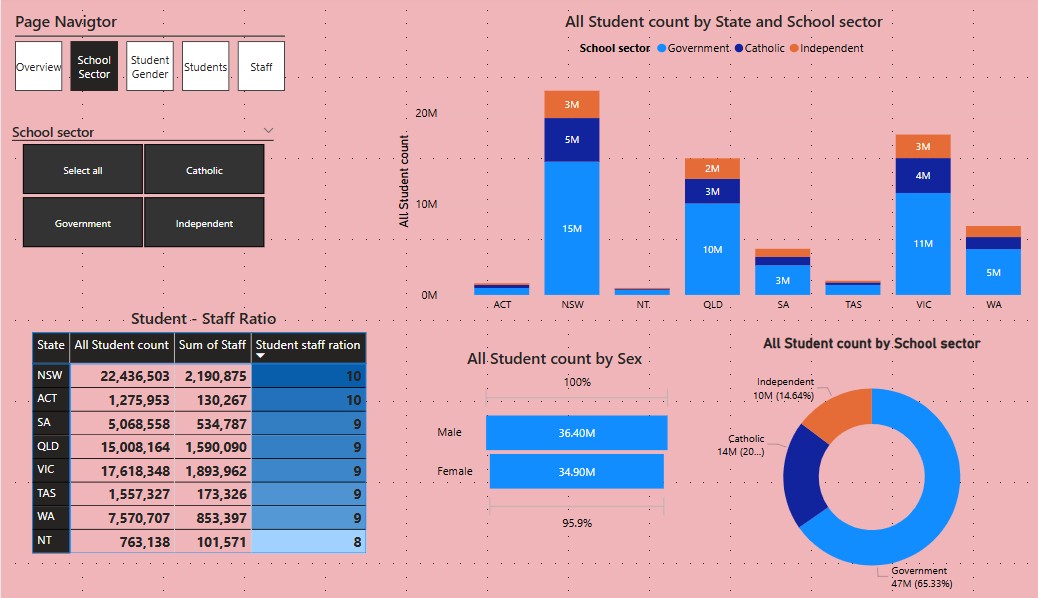 Page Navigtor
Overview
School
Sector
Student
Gender
Students
Staff
School sector
Select all
Catholic
Government
Independent
All Student count by State and School sector
School sector Government Catholic Independent
All Student count
20M
10M
0M
3M
5M
15M
2M
3M
10M
3M
3M
4M
11M
5M
ACT NSW NT QLD SA TAS VIC WA
Student - Staff Ratio
State All Student count Sum of Staff Student staff ration
NSW 22,436,503 2,190,875 10
ACT 1,275,953 130,267 10
SA 5,068,558 534,787 9
QLD 15,008,164 1,590,090 9
VIC 17,618,348 1,893,962 9
TAS 1,557,327 173,326 9
WA 7,570,707 853,397 9
NT 763,138 101,571 8
All Student count by Sex
100%
Male 36.40M
Female 34.90M
95.9%
All Student count by School sector
Independent
10M (14.64%)
Catholic
14M (20...)
Government
47M (65.33%)